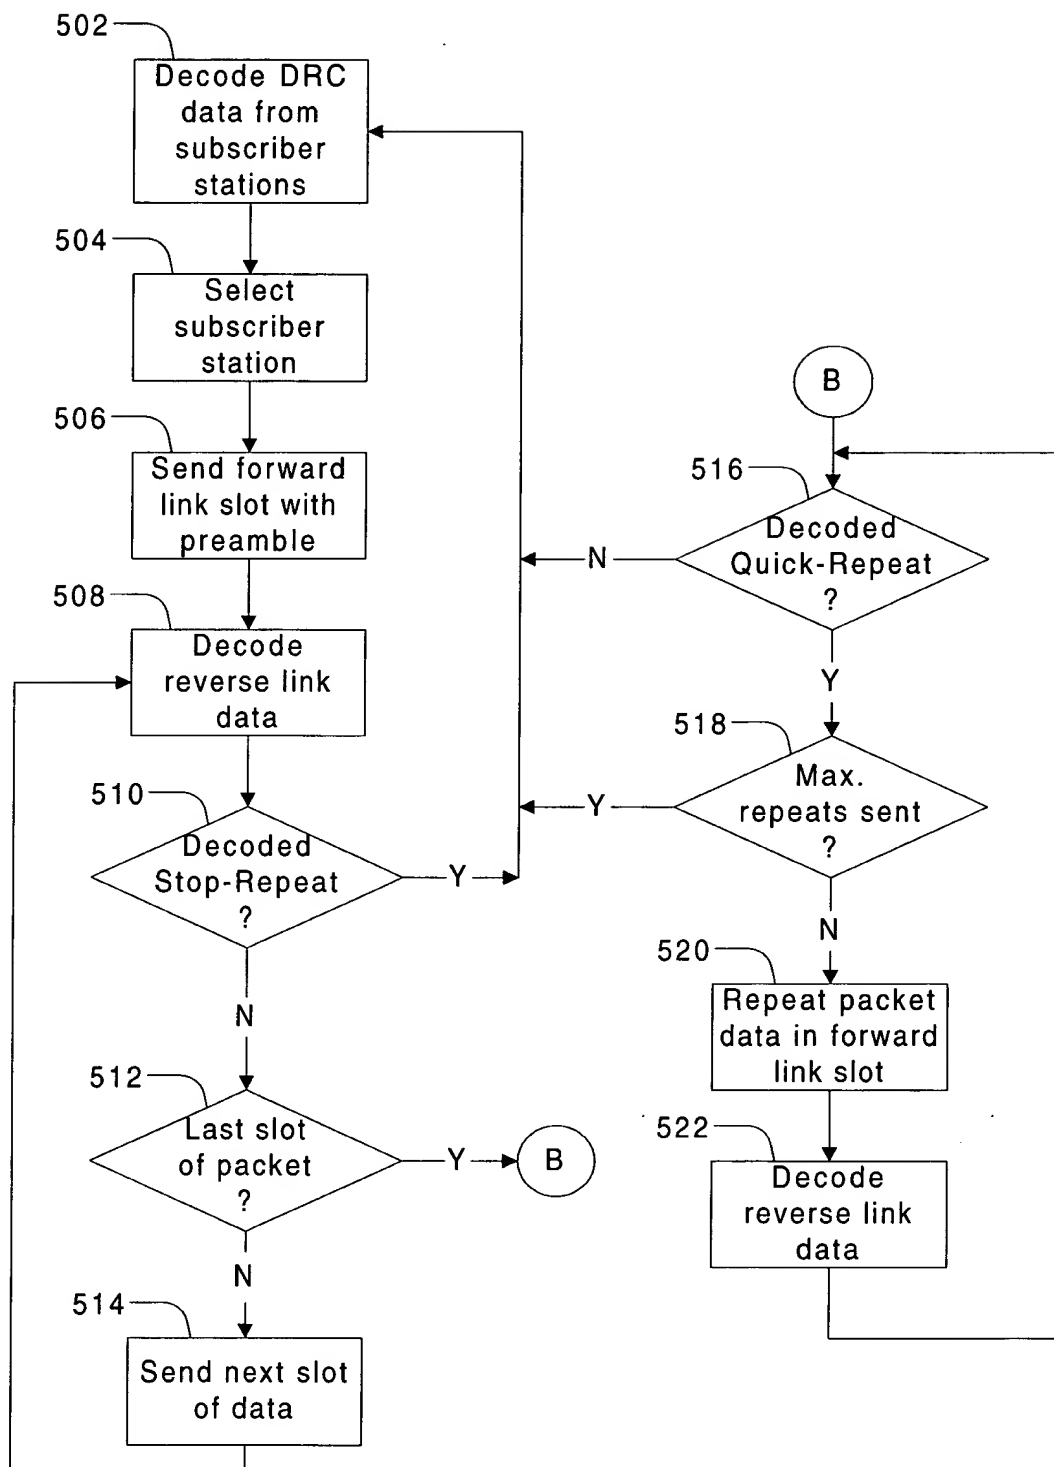 502
Decode DRC
data from
subscriber
stations
504
Select
subscriber
station
506
Send forward
link slot with
preamble
508
Decode
reverse link
data
510
Decoded
Stop-Repeat
?
Y
N
512
Last slot
of packet
?
Y
B
N
514
Send next slot
of data
B
516
Decoded
Quick-Repeat
?
N
Y
518
Max.
repeats sent
?
Y
N
520
Repeat packet
data in forward
link slot
522
Decode
reverse link
data